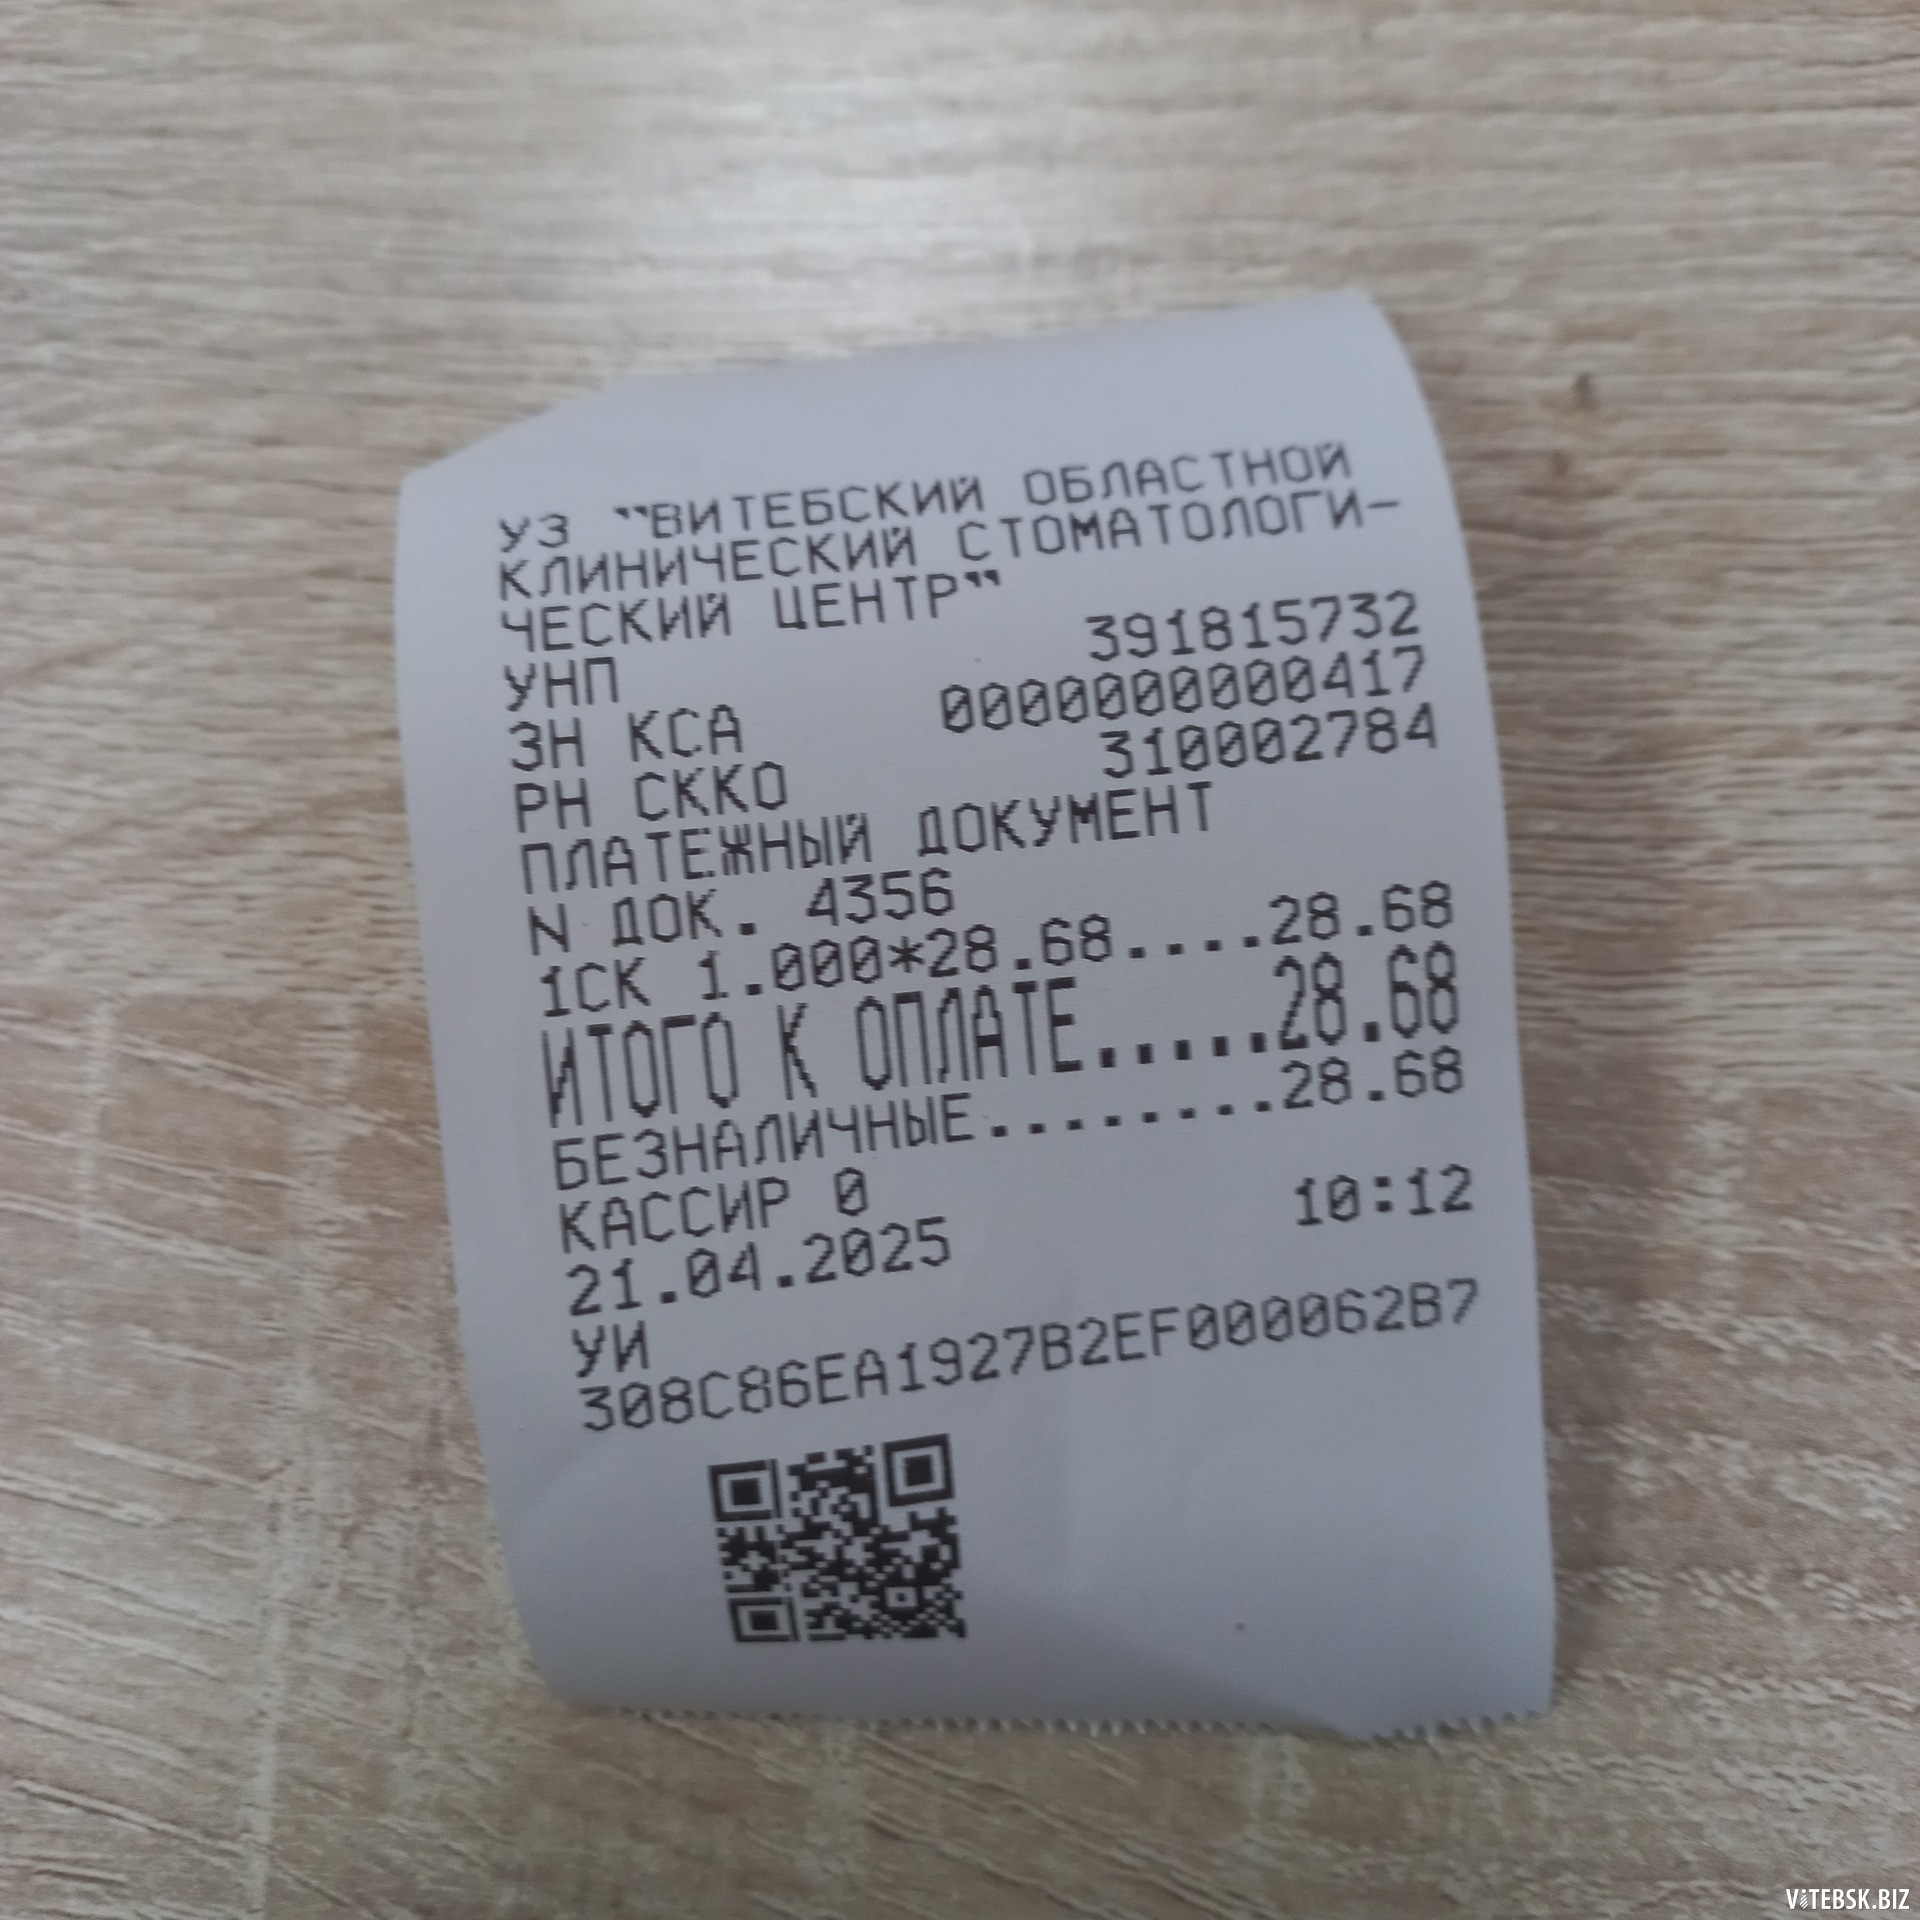 УЗ "ВИТЕБСКИЙ ОБЛАСТНОЙ
КЛИНИЧЕСКИЙ СТОМАТОЛОГИ-
ЧЕСКИЙ ЦЕНТР"
УНП 391815732
ЗН КСА 0000000000417
РН СККО 310002784
ПЛАТЕЖНЫЙ ДОКУМЕНТ
N ДОК. 4356
1СК 1.000*28.68....28.68
ИТОГО К ОПЛАТЕ.....28.68
БЕЗНАЛИЧНЫЕ........28.68
КАССИР 0
21.04.2025 10:12
УИ
308C86EA1927B2EF000062B7
VITEBSK.BIZ